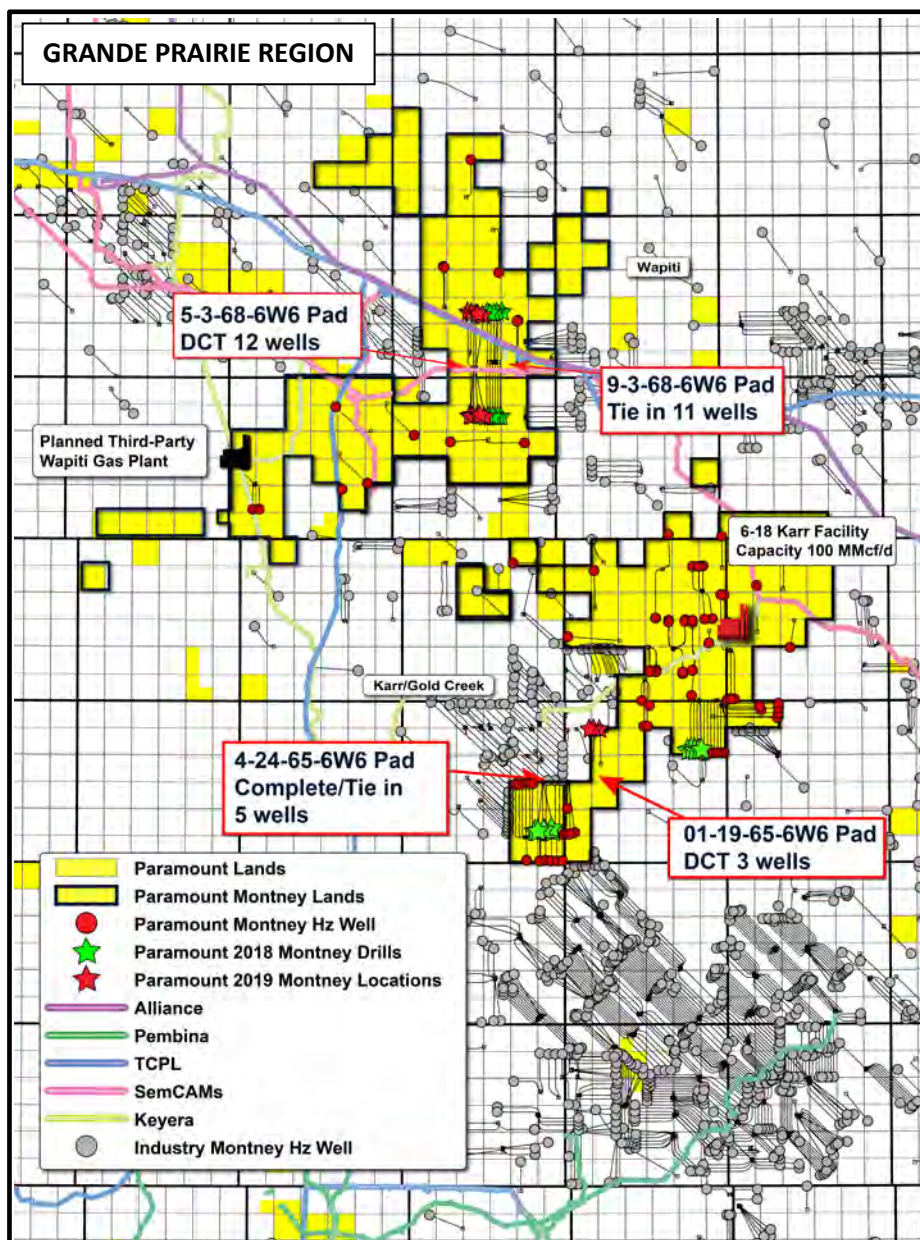 GRANDE PRAIRIE REGION
Wapiti
5-3-68-6W6 Pad
DCT 12 wells
9-3-68-6W6 Pad
Tie in 11 wells
Planned Third-Party
Wapiti Gas Plant
6-18 Karr Facility
Capacity 100 MMcf/d
Karr/Gold Creek
4-24-65-6W6 Pad
Complete/Tie in
5 wells
01-19-65-6W6 Pad
DCT 3 wells
Paramount Lands
Paramount Montney Lands
Paramount Montney Hz Well
Paramount 2018 Montney Drills
Paramount 2019 Montney Locations
Alliance
Pembina
TCPL
SemCAMs
Keyera
Industry Montney Hz Well